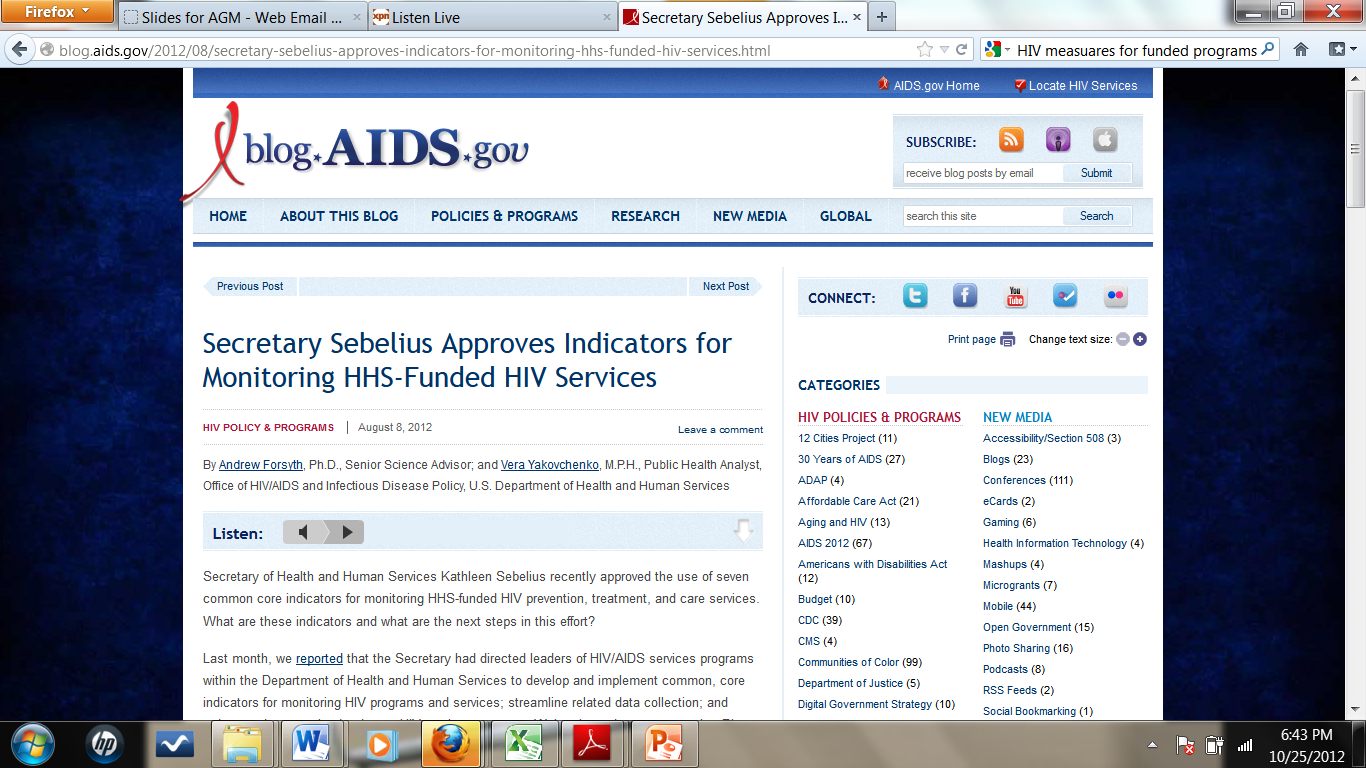 Firefox
Slides for AGM - Web Email ...
xpn Listen Live
Secretary Sebelius Approves I...
blog.aids.gov/2012/08/secretary-sebelius-approves-indicators-for-monitoring-hhs-funded-hiv-services.html
HIV measuares for funded programs
AIDS.gov Home
Locate HIV Services
blog.AIDS.gov
SUBSCRIBE:
receive blog posts by email
Submit
HOME
ABOUT THIS BLOG
POLICIES & PROGRAMS
RESEARCH
NEW MEDIA
GLOBAL
search this site
Search
Previous Post
Next Post
Secretary Sebelius Approves Indicators for
Monitoring HHS-Funded HIV Services
HIV POLICY & PROGRAMS | August 8, 2012
Leave a comment
By Andrew Forsyth, Ph.D., Senior Science Advisor; and Vera Yakovchenko, M.P.H., Public Health Analyst,
Office of HIV/AIDS and Infectious Disease Policy, U.S. Department of Health and Human Services
Listen:
Secretary of Health and Human Services Kathleen Sebelius recently approved the use of seven
common core indicators for monitoring HHS-funded HIV prevention, treatment, and care services.
What are these indicators and what are the next steps in this effort?
Last month, we reported that the Secretary had directed leaders of HIV/AIDS services programs
within the Department of Health and Human Services to develop and implement common, core
indicators for monitoring HIV programs and services; streamline related data collection; and
CONNECT:
You
Tube
Print page
Change text size:
CATEGORIES
HIV POLICIES & PROGRAMS
12 Cities Project (11)
30 Years of AIDS (27)
ADAP (4)
Affordable Care Act (21)
Aging and HIV (13)
AIDS 2012 (67)
Americans with Disabilities Act
(12)
Budget (10)
CDC (39)
CMS (4)
Communities of Color (99)
Department of Justice (5)
Digital Government Strategy (10)
NEW MEDIA
Accessibility/Section 508 (3)
Blogs (23)
Conferences (111)
eCards (2)
Gaming (6)
Health Information Technology (4)
Mashups (4)
Microgrants (7)
Mobile (44)
Open Government (15)
Photo Sharing (16)
Podcasts (8)
RSS Feeds (2)
Social Bookmarking (1)
hp
6:43 PM
10/25/2012